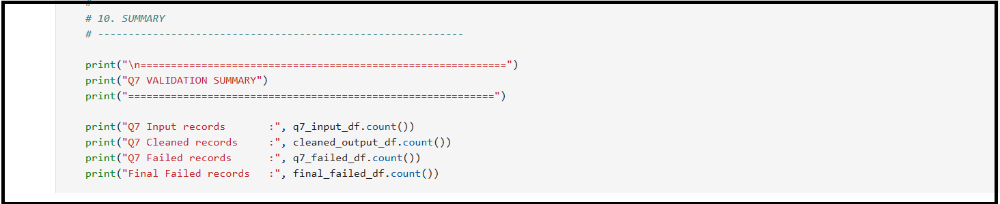 #
# 10. SUMMARY
# ------------------------------------------------------------

print("\n============================================================")
print("Q7 VALIDATION SUMMARY")
print("============================================================")

print("Q7 Input records       :", q7_input_df.count())
print("Q7 Cleaned records     :", cleaned_output_df.count())
print("Q7 Failed records      :", q7_failed_df.count())
print("Final Failed records   :", final_failed_df.count())